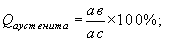 Qаустенита = ав/ас × 100%;